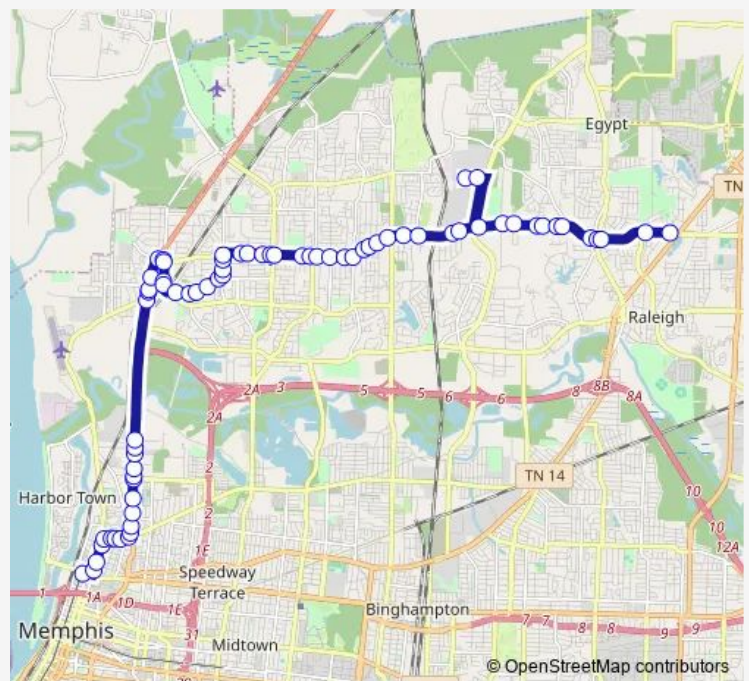 Egypt
TN
Raleigh
2A
3
5
5
6
6
8
8B
8A
2A
2
2
2
TN 14
10
10
12A
Harbor Town
1E
Speedway
Terrace
1
1A
1D
1E
31
Binghampton
7
7
8
8
9
9
Memphis
Midtown
© OpenStreetMap contributors